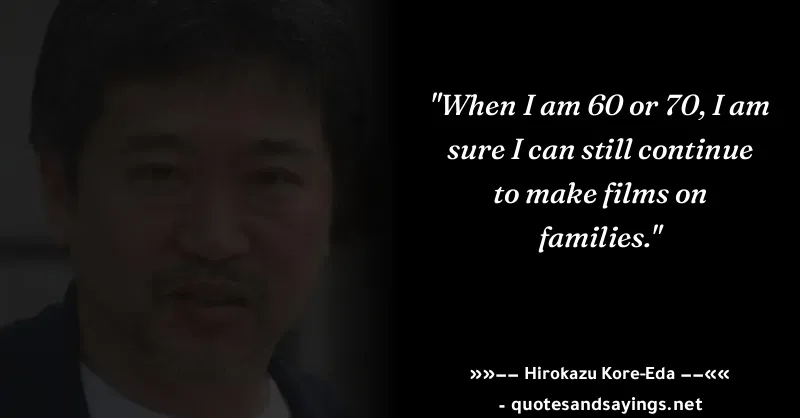 "When I am 60 or 70, I am
sure I can still continue
to make films on
families."
»»–– Hirokazu Kore-Eda ––««
- quotesandsayings.net